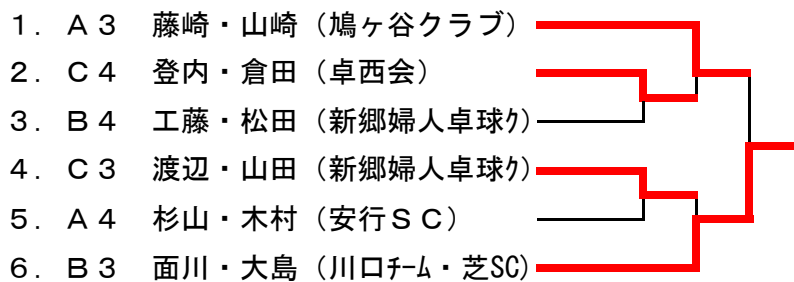 1. A3 藤崎・山崎（鳩ヶ谷クラブ）
2. C4 登内・倉田（卓西会）
3. B4 工藤・松田（新郷婦人卓球ｸ）
4. C3 渡辺・山田（新郷婦人卓球ｸ）
5. A4 杉山・木村（安行ＳＣ）
6. B3 面川・大島（川口ﾁｰﾑ・芝SC）